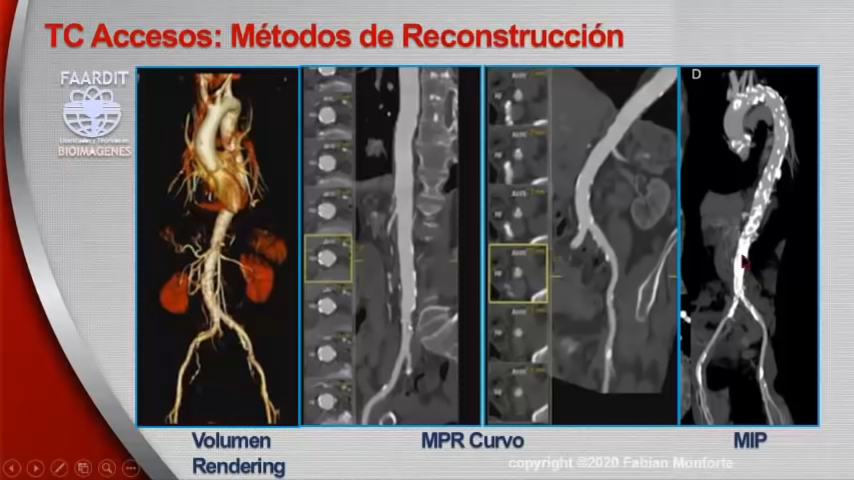 TC Accesos: Métodos de Reconstrucción
FAARDIT
BIOIMAGENES
D
Volumen
Rendering
MPR Curvo
MIP
copyright ®2020 Fabian Monforte